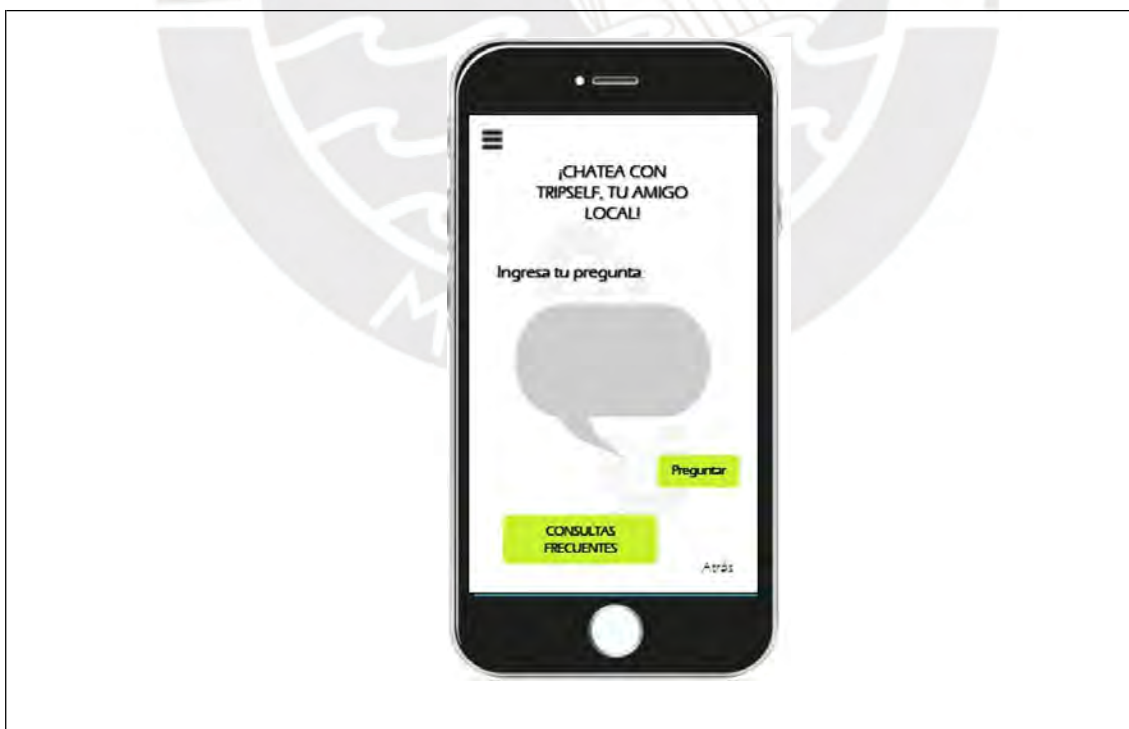 ¡CHATEA CON
TRIPSELF, TU AMIGO
LOCAL!
Ingresa tu pregunta
Preguntar
CONSULTAS
FRECUENTES
Atrás